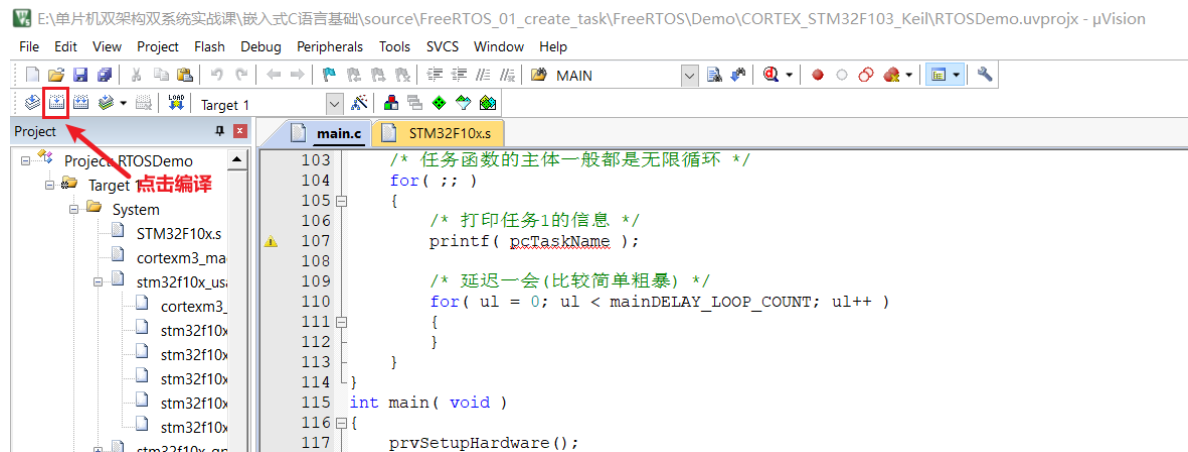 E:\单片机双架构双系统实战课\嵌入式C语言基础\source\FreeRTOS_01_create_task\FreeRTOS\Demo\CORTEX_STM32F103_Keil\RTOSDemo.uvprojx - µVision
File Edit View Project Flash Debug Peripherals Tools SVCS Window Help
MAIN
LOAD Target 1
Project
main.c STM32F10x.s
Project: RTOSDemo
Target 1
点击编译
System
STM32F10x.s
cortexm3_ma
stm32f10x_usa
cortexm3_
stm32f10x
stm32f10x
stm32f10x
stm32f10x
stm32f10x
stm32f10x_gp
103 /* 任务函数的主体一般都是无限循环 */
104 for( ;; )
105 {
106 /* 打印任务1的信息 */
107 printf( pcTaskName );
108
109 /* 延迟一会(比较简单粗暴) */
110 for( ul = 0; ul < mainDELAY_LOOP_COUNT; ul++ )
111 {
112 }
113 }
114 }
115 int main( void )
116 {
117 prvSetupHardware();